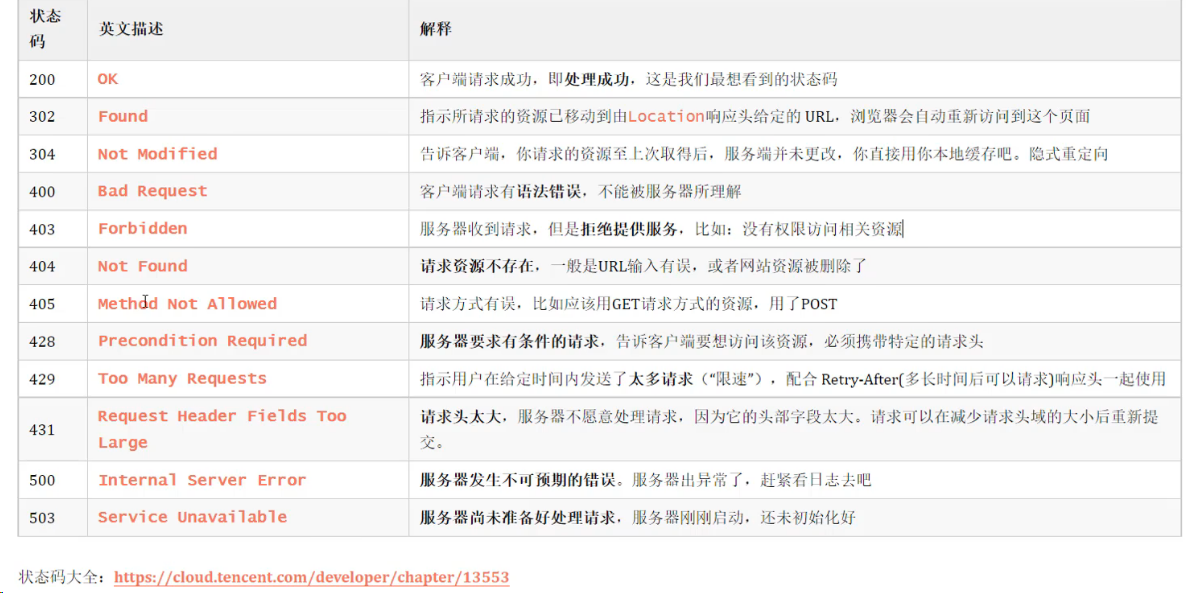 状态码 英文描述 解释
200 OK 客户端请求成功，即处理成功，这是我们最想看到的状态码
302 Found 指示所请求的资源已移动到由Location响应头给定的 URL，浏览器会自动重新访问到这个页面
304 Not Modified 告诉客户端，你请求的资源至上次取得后，服务端并未更改，你直接用你本地缓存吧。隐式重定向
400 Bad Request 客户端请求有语法错误，不能被服务器所理解
403 Forbidden 服务器收到请求，但是拒绝提供服务，比如：没有权限访问相关资源
404 Not Found 请求资源不存在，一般是URL输入有误，或者网站资源被删除了
405 Method Not Allowed 请求方式有误，比如应该用GET请求方式的资源，用了POST
428 Precondition Required 服务器要求有条件的请求，告诉客户端要想访问该资源，必须携带特定的请求头
429 Too Many Requests 指示用户在给定时间内发送了太多请求（“限速”），配合 Retry-After(多长时间后可以请求)响应头一起使用
431 Request Header Fields Too Large 请求头太大，服务器不愿意处理请求，因为它的头部字段太大。请求可以在减少请求头域的大小后重新提交。
500 Internal Server Error 服务器发生不可预期的错误。服务器出异常了，赶紧看日志去吧
503 Service Unavailable 服务器尚未准备好处理请求，服务器刚刚启动，还未初始化好
状态码大全：https://cloud.tencent.com/developer/chapter/13553